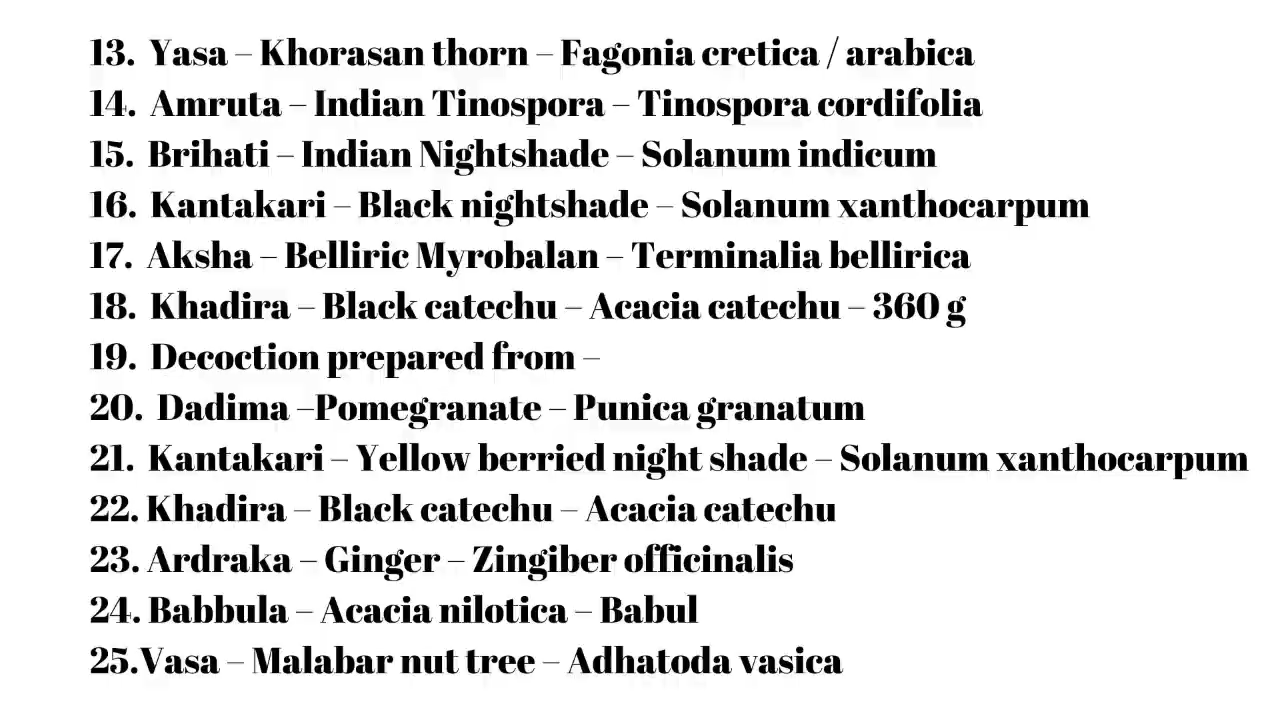 13. Yasa – Khorasan thorn – Fagonia cretica / arabica
14. Amruta – Indian Tinospora – Tinospora cordifolia
15. Brihati – Indian Nightshade – Solanum indicum
16. Kantakari – Black nightshade – Solanum xanthocarpum
17. Aksha – Belliric Myrobalan – Terminalia bellirica
18. Khadira – Black catechu – Acacia catechu – 360 g
19. Decoction prepared from –
20. Dadima –Pomegranate – Punica granatum
21. Kantakari – Yellow berried night shade – Solanum xanthocarpum
22. Khadira – Black catechu – Acacia catechu
23. Ardraka – Ginger – Zingiber officinalis
24. Babbula – Acacia nilotica – Babul
25.Vasa – Malabar nut tree – Adhatoda vasica